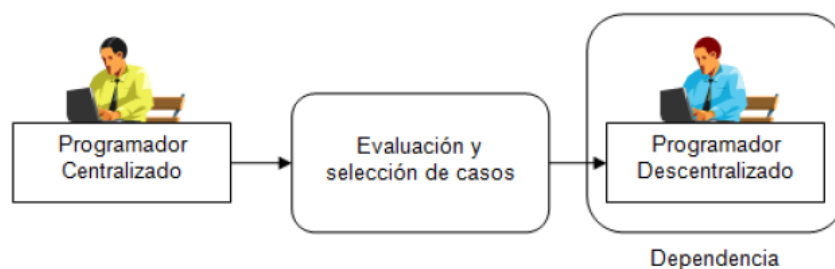 Programador
Centralizado
Evaluación y
selección de casos
Programador
Descentralizado
Dependencia